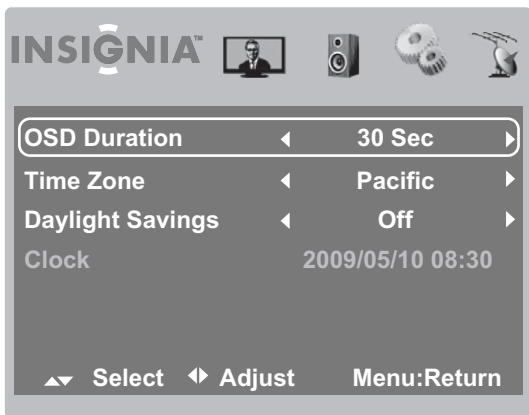 INSIGNIA™
OSD Duration 30 Sec
Time Zone Pacific
Daylight Savings Off
Clock 2009/05/10 08:30
Select Adjust Menu:Return